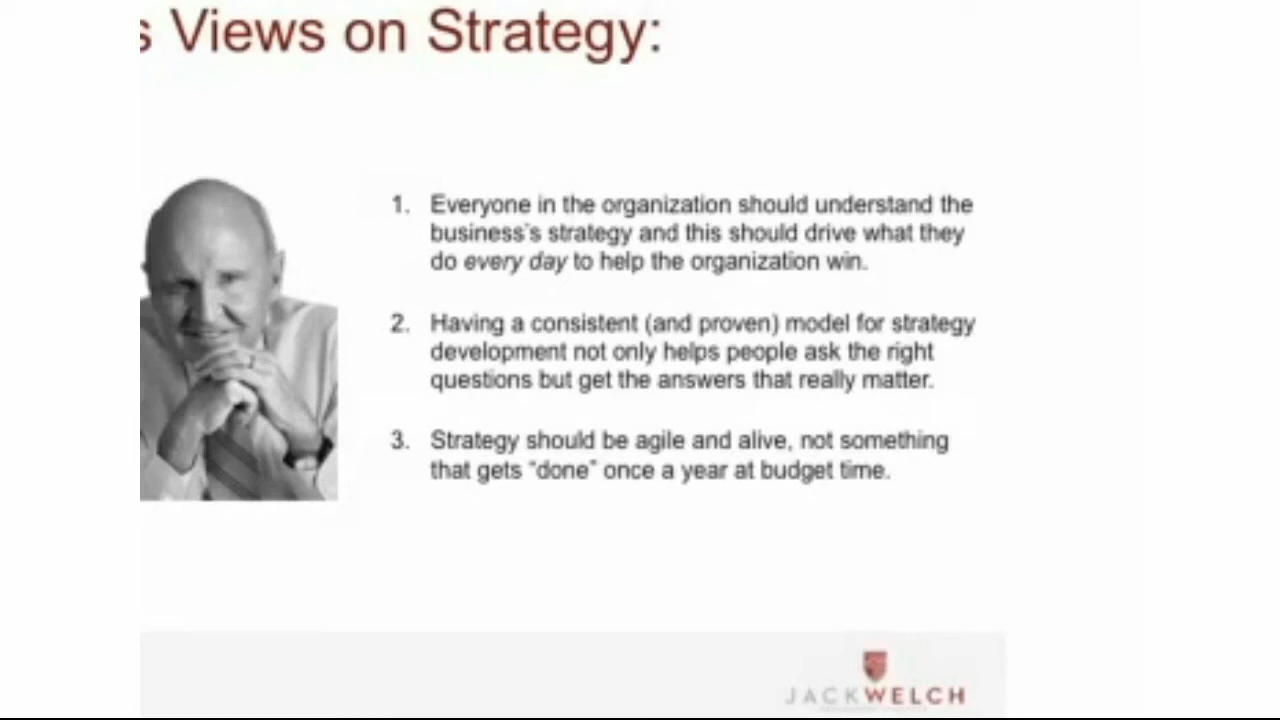 s Views on Strategy:
1. Everyone in the organization should understand the
business's strategy and this should drive what they
do every day to help the organization win.
2. Having a consistent (and proven) model for strategy
development not only helps people ask the right
questions but get the answers that really matter.
3. Strategy should be agile and alive, not something
that gets “done” once a year at budget time.
JACKWELCH